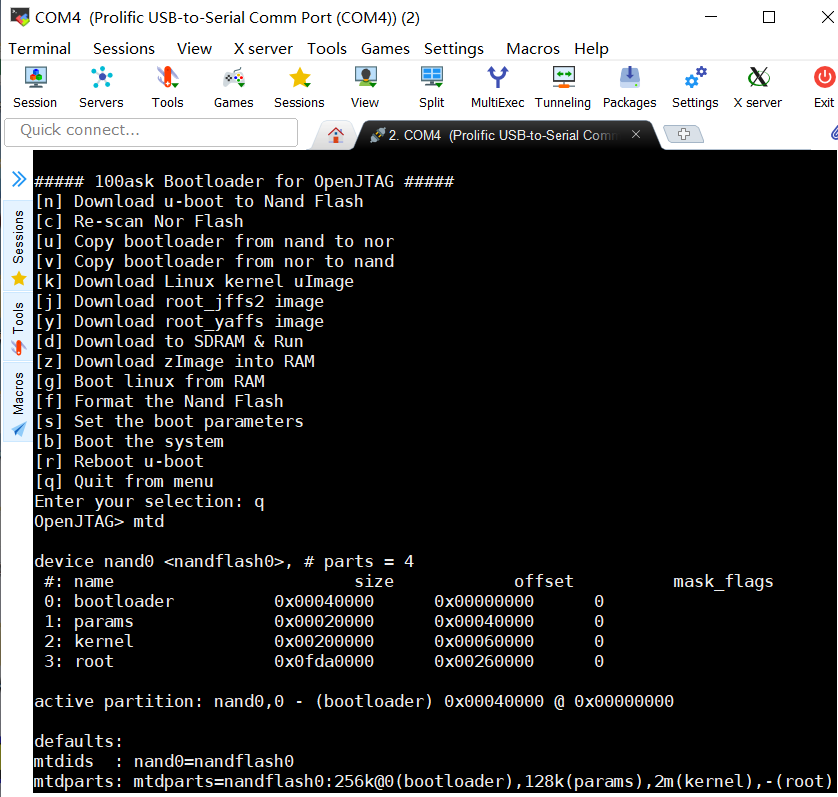 COM4 (Prolific USB-to-Serial Comm Port (COM4)) (2)
Terminal Sessions View X server Tools Games Settings Macros Help
Session Servers Tools Games Sessions View Split MultiExec Tunneling Packages Settings X server Exit
Quick connect...
2. COM4 (Prolific USB-to-Serial Comm
Sessions
Tools
Macros
##### 100ask Bootloader for OpenJTAG #####
[n] Download u-boot to Nand Flash
[c] Re-scan Nor Flash
[u] Copy bootloader from nand to nor
[v] Copy bootloader from nor to nand
[k] Download Linux kernel uImage
[j] Download root_jffs2 image
[y] Download root_yaffs image
[d] Download to SDRAM & Run
[z] Download zImage into RAM
[g] Boot linux from RAM
[f] Format the Nand Flash
[s] Set the boot parameters
[b] Boot the system
[r] Reboot u-boot
[q] Quit from menu
Enter your selection: q
OpenJTAG> mtd
device nand0 <nandflash0>, # parts = 4
#: name size offset mask_flags
0: bootloader 0x00040000 0x00000000 0
1: params 0x00020000 0x00040000 0
2: kernel 0x00200000 0x00060000 0
3: root 0x0fda0000 0x00260000 0
active partition: nand0,0 - (bootloader) 0x00040000 @ 0x00000000
defaults:
mtdids : nand0=nandflash0
mtdparts: mtdparts=nandflash0:256k@0(bootloader),128k(params),2m(kernel),-(root)